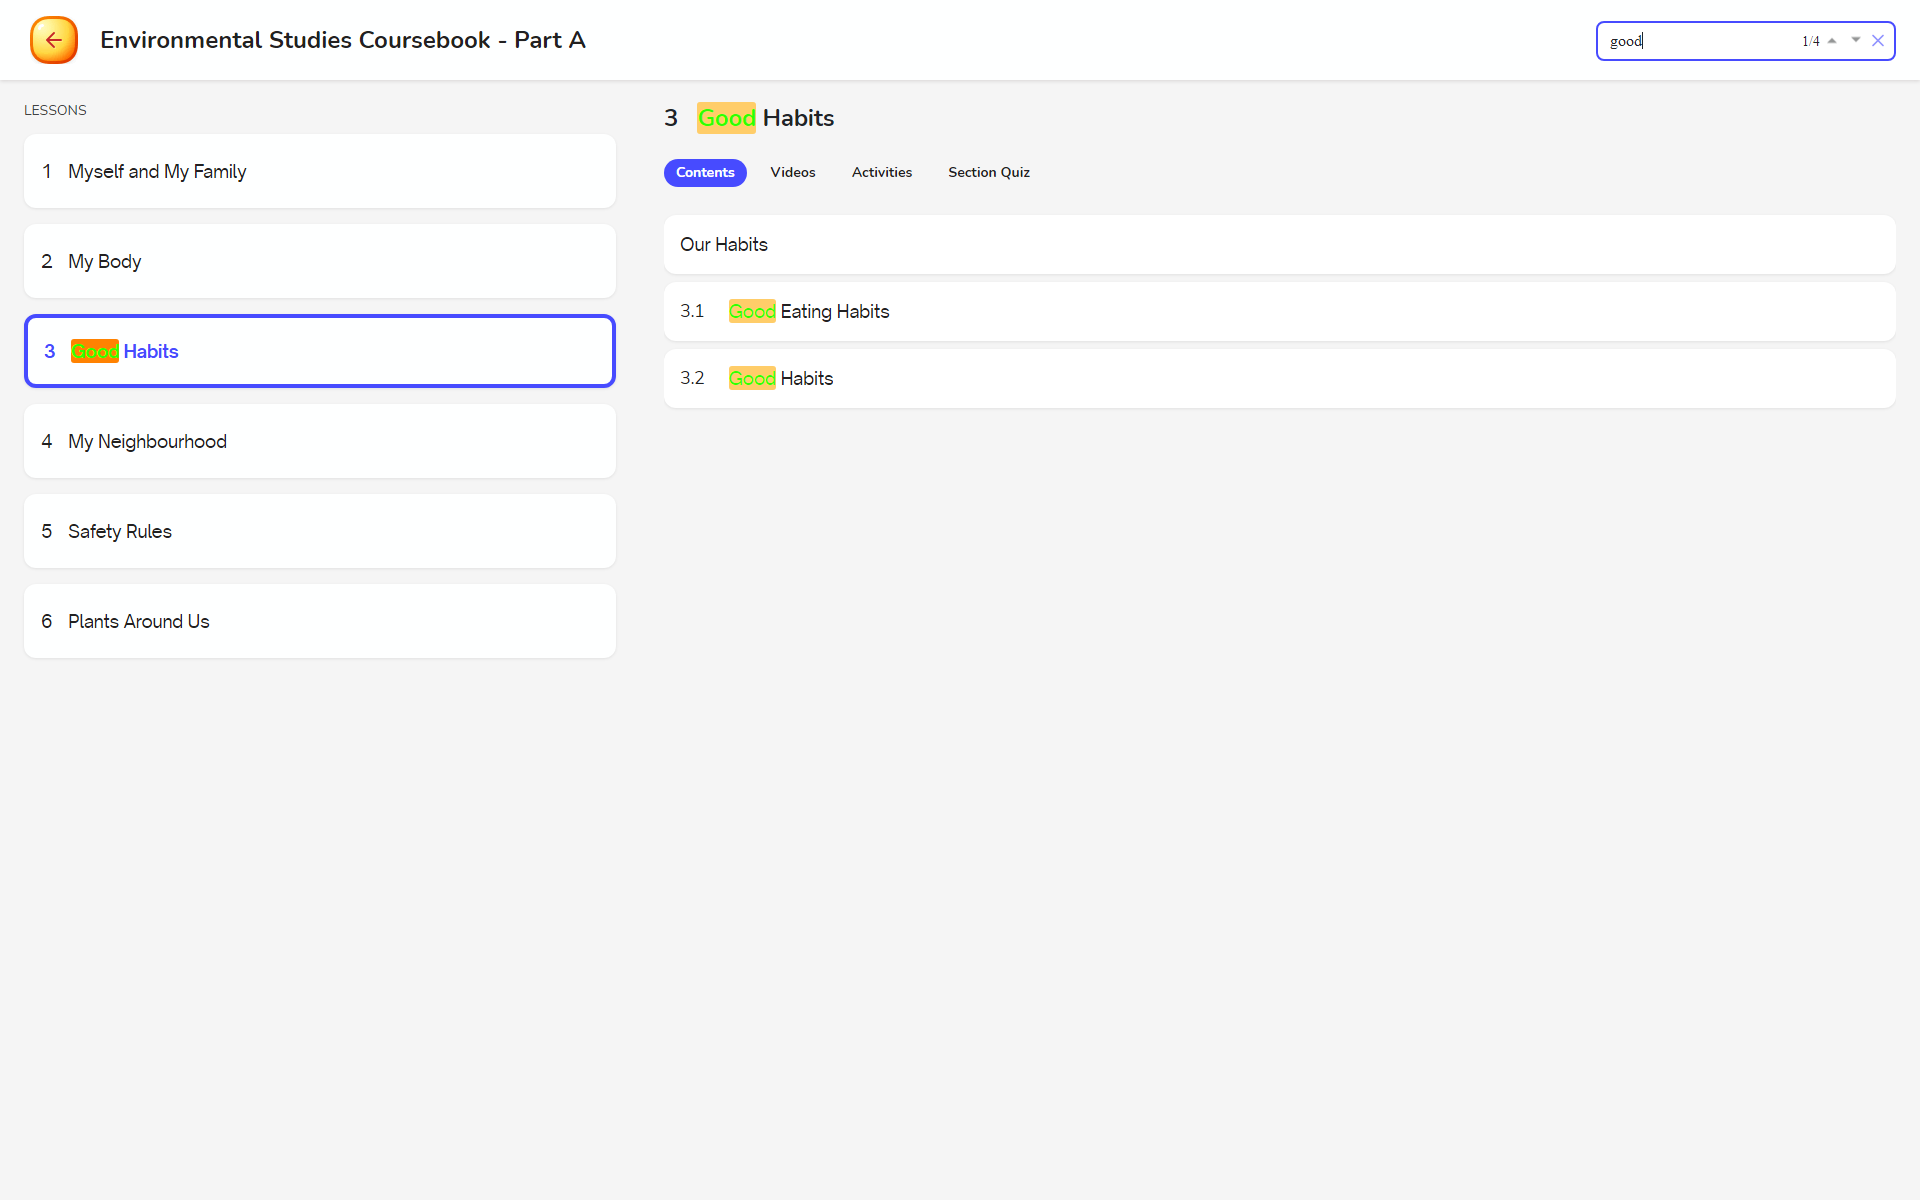 Environmental Studies Coursebook - Part A
good 1/4
LESSONS
1 Myself and My Family
2 My Body
3 Good Habits
4 My Neighbourhood
5 Safety Rules
6 Plants Around Us
3 Good Habits
Contents Videos Activities Section Quiz
Our Habits
3.1 Good Eating Habits
3.2 Good Habits